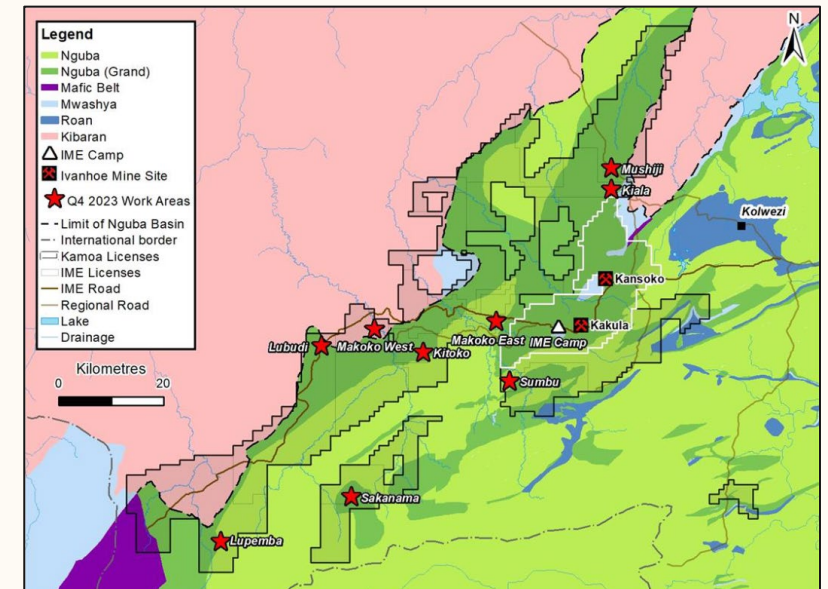 Legend
Nguba
Nguba (Grand)
Mafic Belt
Mwashya
Roan
Kibaran
IME Camp
Ivanhoe Mine Site
Q4 2023 Work Areas
Limit of Nguba Basin
International border
Kamoa Licenses
IME Licenses
IME Road
Regional Road
Lake
Drainage
Kilometres
0 20
N
Mushiji
Kiala
Kolwezi
Kansoko
Kakula
Lubudi
Makoko West
Kitoko
Makoko East
IME Camp
Sumbu
Sakanama
Lupemba